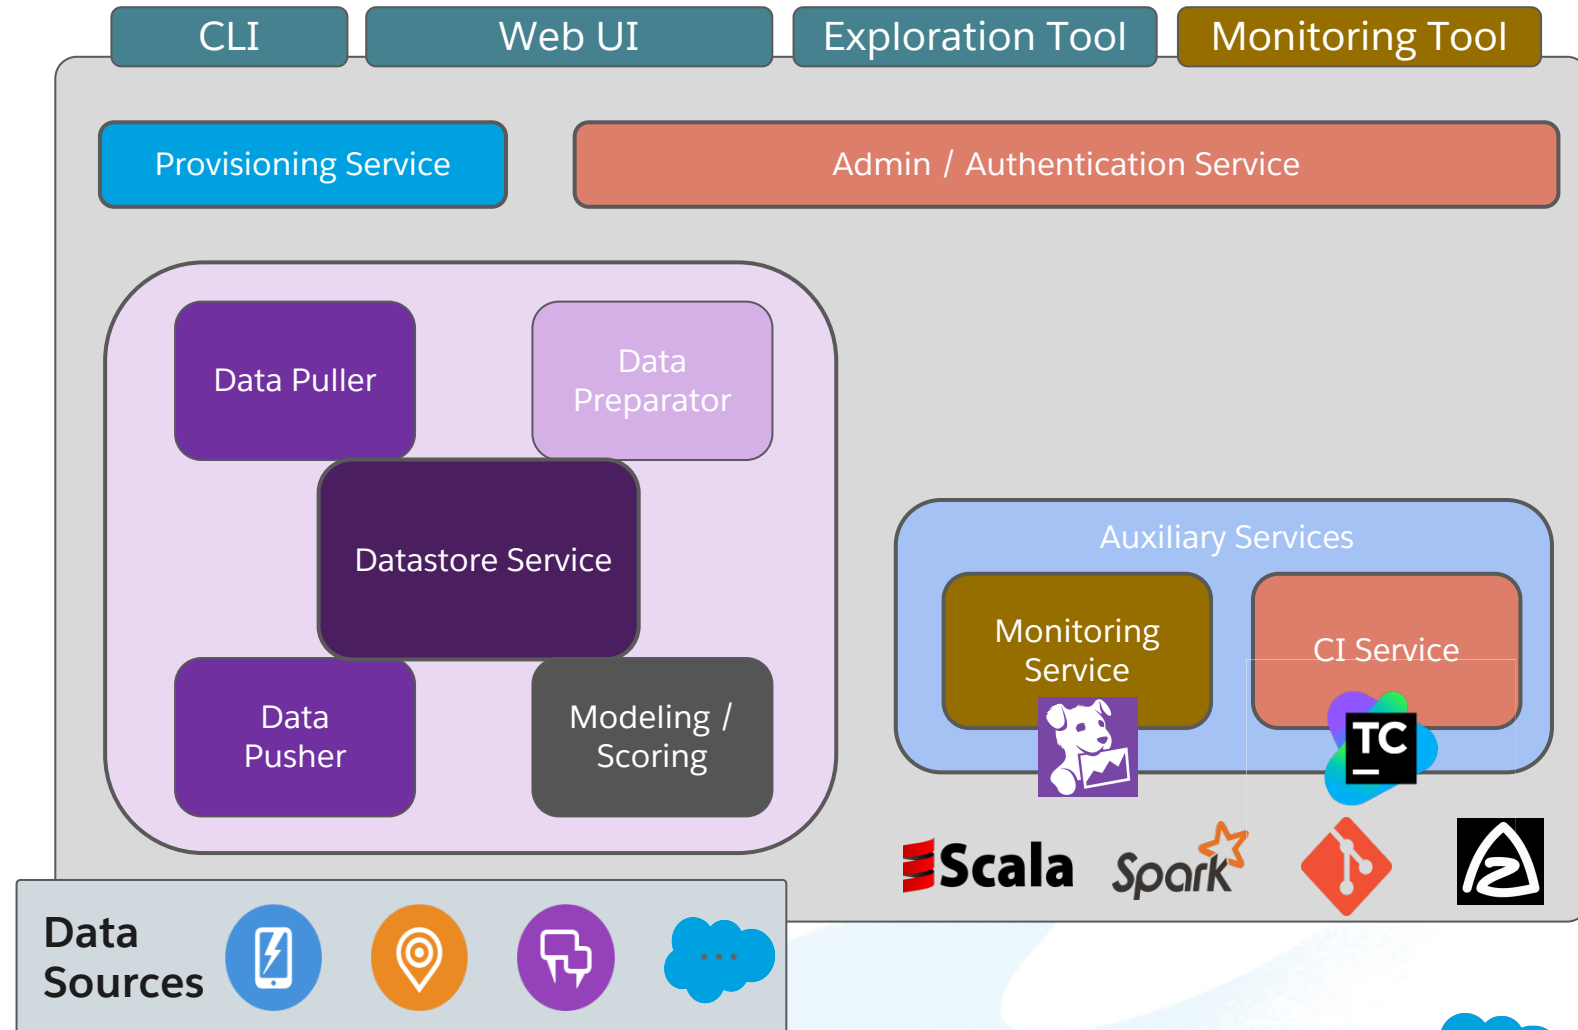 CLI
Web UI
Exploration Tool
Monitoring Tool
Provisioning Service
Admin / Authentication Service
Data Puller
Data
Preparator
Datastore Service
Data
Pusher
Modeling /
Scoring
Auxiliary Services
Monitoring
Service
CI Service
TC
Scala
Spark
Data
Sources